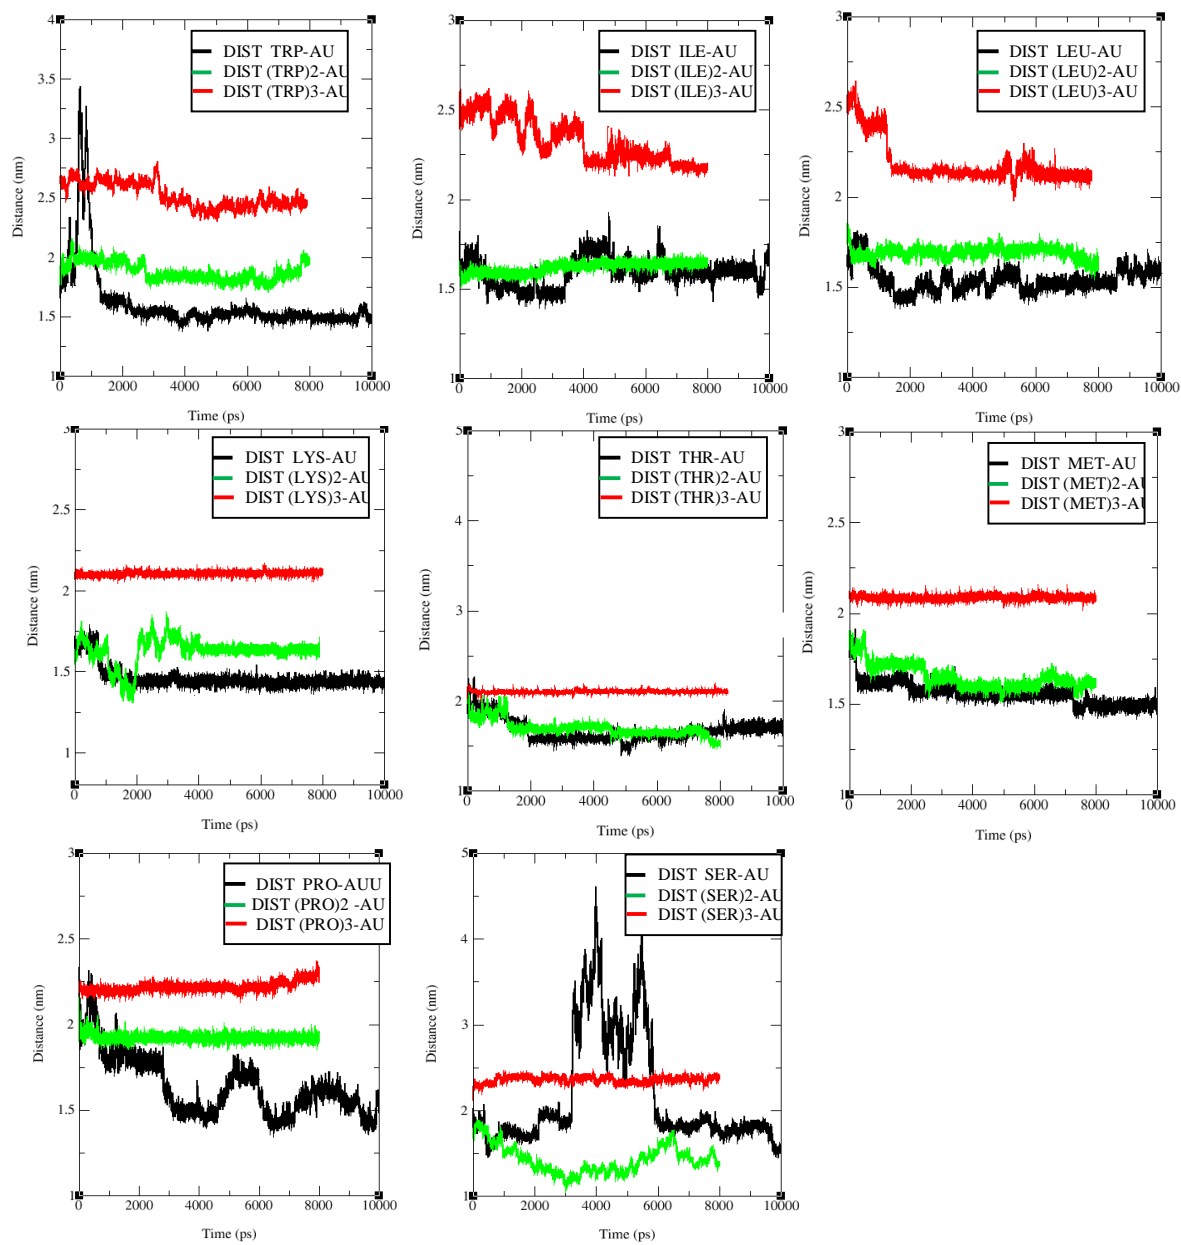 DIST TRP-AU
DIST (TRP)2-AU
DIST (TRP)3-AU
Distance (nm)
4
3.5
3
2.5
2
1.5
1
0 2000 4000 6000 8000 10000
Time (ps)
DIST ILE-AU
DIST (ILE)2-AU
DIST (ILE)3-AU
Distance (nm)
3
2.5
2
1.5
1
0 2000 4000 6000 8000 10000
Time (ps)
DIST LEU-AU
DIST (LEU)2-AU
DIST (LEU)3-AU
Distance (nm)
3
2.5
2
1.5
1
0 2000 4000 6000 8000 10000
Time (ps)
DIST LYS-AU
DIST (LYS)2-AU
DIST (LYS)3-AU
Distance (nm)
3
2.5
2
1.5
1
0 2000 4000 6000 8000 10000
Time (ps)
DIST THR-AU
DIST (THR)2-AU
DIST (THR)3-AU
Distance (nm)
5
4
3
2
1
0 2000 4000 6000 8000 1000
Time (ps)
DIST MET-AU
DIST (MET)2-AU
DIST (MET)3-AU
Distance (nm)
3
2.5
2
1.5
1
0 2000 4000 6000 8000 10000
Time (ps)
DIST PRO-AUU
DIST (PRO)2 -AU
DIST (PRO)3-AU
Distance (nm)
3
2.5
2
1.5
1
0 2000 4000 6000 8000 10000
Time (ps)
DIST SER-AU
DIST (SER)2-AU
DIST (SER)3-AU
Distance (nm)
5
4
3
2
1
0 2000 4000 6000 8000 10000
Time (ps)